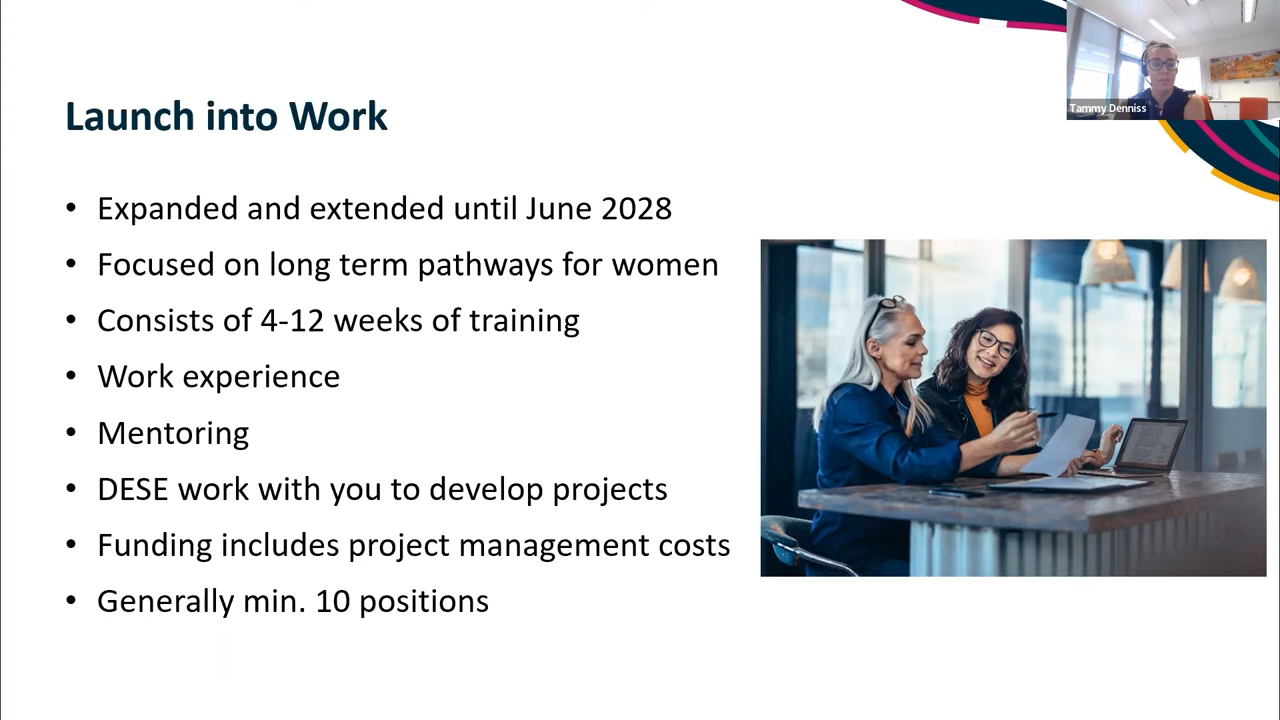 Tammy Denniss
Launch into Work
• Expanded and extended until June 2028
• Focused on long term pathways for women
• Consists of 4-12 weeks of training
• Work experience
• Mentoring
• DESE work with you to develop projects
• Funding includes project management costs
• Generally min. 10 positions